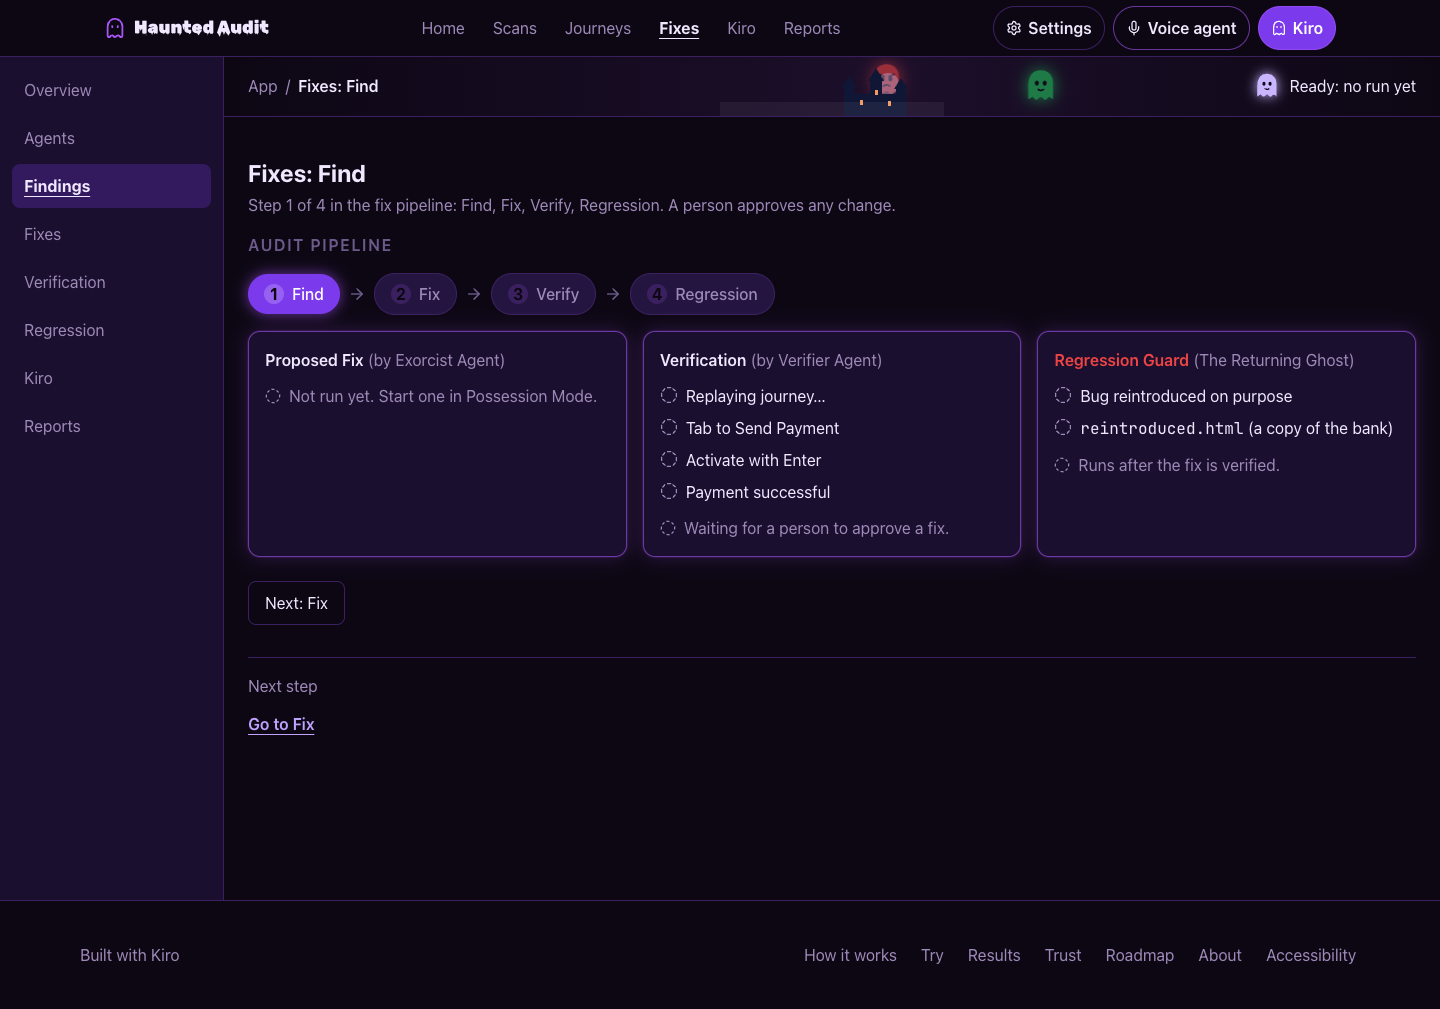 Haunted Audit
Home Scans Journeys Fixes Kiro Reports
Settings Voice agent Kiro
Overview
Agents
Findings
Fixes
Verification
Regression
Kiro
Reports
App / Fixes: Find
Ready: no run yet
Fixes: Find
Step 1 of 4 in the fix pipeline: Find, Fix, Verify, Regression. A person approves any change.
AUDIT PIPELINE
1 Find → 2 Fix → 3 Verify → 4 Regression
Proposed Fix (by Exorcist Agent)
Not run yet. Start one in Possession Mode.
Verification (by Verifier Agent)
Replaying journey...
Tab to Send Payment
Activate with Enter
Payment successful
Waiting for a person to approve a fix.
Regression Guard (The Returning Ghost)
Bug reintroduced on purpose
reintroduced.html (a copy of the bank)
Runs after the fix is verified.
Next: Fix
Next step
Go to Fix
Built with Kiro
How it works Try Results Trust Roadmap About Accessibility